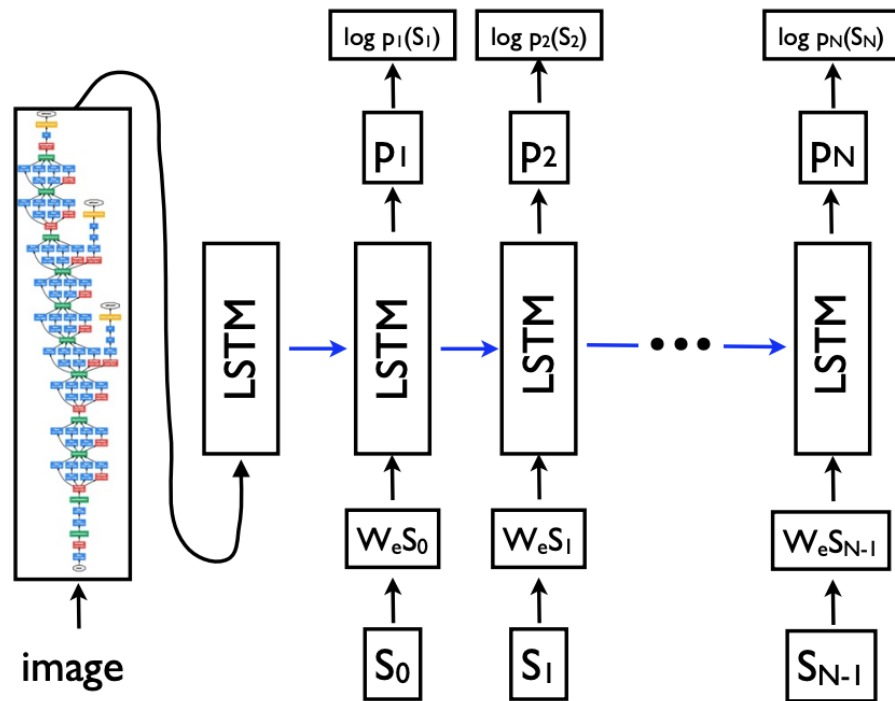 log p₁(S₁) log p₂(S₂) log pN(SN)
p₁ p₂ pN
LSTM LSTM LSTM ••• LSTM
WₑS₀ WₑS₁ WₑSN-1
image S₀ S₁ SN-1